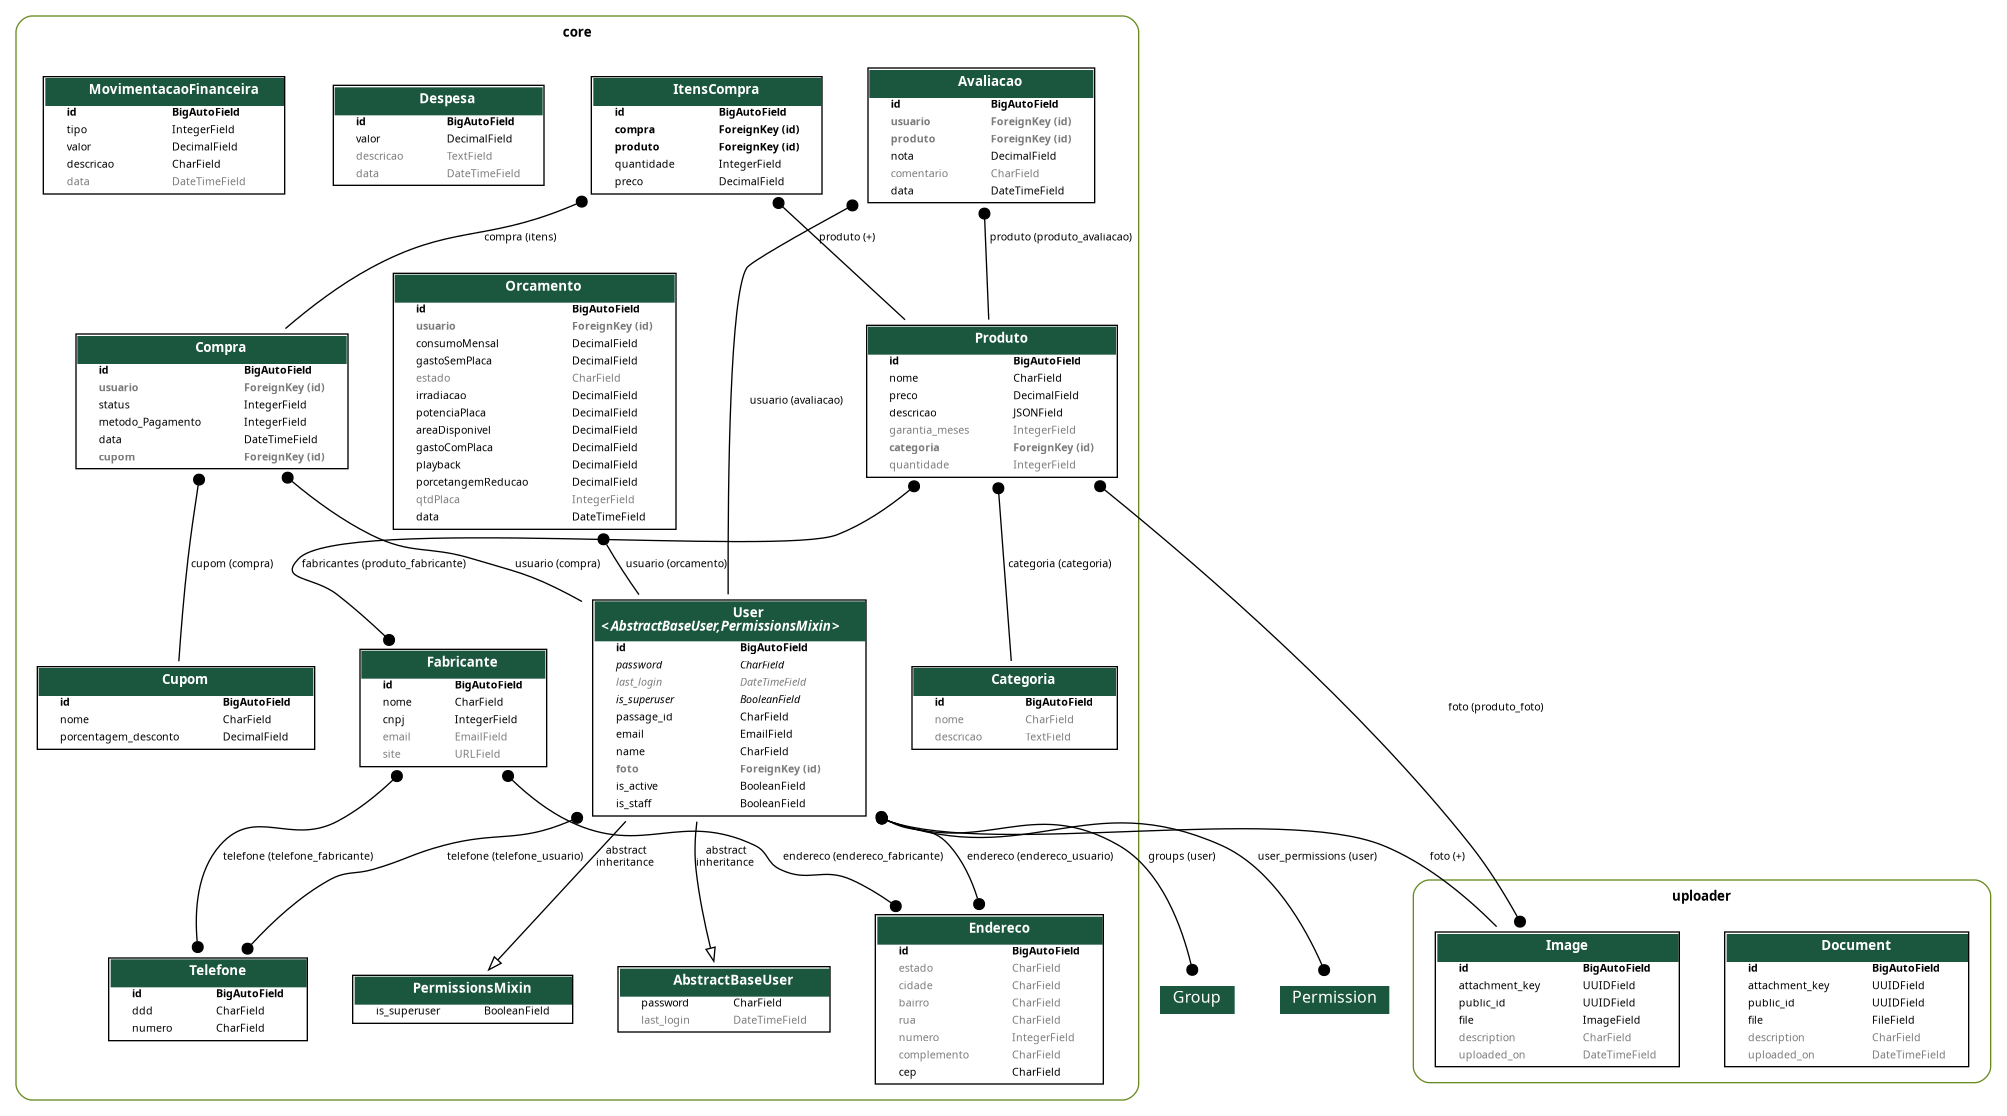 core
MovimentacaoFinanceira
id BigAutoField
tipo IntegerField
valor DecimalField
descricao CharField
data DateTimeField
Despesa
id BigAutoField
valor DecimalField
descricao TextField
data DateTimeField
ItensCompra
id BigAutoField
compra ForeignKey (id)
produto ForeignKey (id)
quantidade IntegerField
preco DecimalField
Avaliacao
id BigAutoField
usuario ForeignKey (id)
produto ForeignKey (id)
nota DecimalField
comentario CharField
data DateTimeField
compra (itens)
produto (+)
produto (produto_avaliacao)
Compra
id BigAutoField
usuario ForeignKey (id)
status IntegerField
metodo_Pagamento IntegerField
data DateTimeField
cupom ForeignKey (id)
Orcamento
id BigAutoField
usuario ForeignKey (id)
consumoMensal DecimalField
gastoSemPlaca DecimalField
estado CharField
irradiacao DecimalField
potenciaPlaca DecimalField
areaDisponivel DecimalField
gastoComPlaca DecimalField
playback DecimalField
porcetangemReducao DecimalField
qtdPlaca IntegerField
data DateTimeField
usuario (avaliacao)
Produto
id BigAutoField
nome CharField
preco DecimalField
descricao JSONField
garantia_meses IntegerField
categoria ForeignKey (id)
quantidade IntegerField
cupom (compra)
fabricantes (produto_fabricante)
usuario (compra)
usuario (orcamento)
categoria (categoria)
Cupom
id BigAutoField
nome CharField
porcentagem_desconto DecimalField
Fabricante
id BigAutoField
nome CharField
cnpj IntegerField
email EmailField
site URLField
User
<AbstractBaseUser,PermissionsMixin>
id BigAutoField
password CharField
last_login DateTimeField
is_superuser BooleanField
passage_id CharField
email EmailField
name CharField
foto ForeignKey (id)
is_active BooleanField
is_staff BooleanField
Categoria
id BigAutoField
nome CharField
descricao TextField
foto (produto_foto)
telefone (telefone_fabricante)
telefone (telefone_usuario)
abstract
inheritance
abstract
inheritance
endereco (endereco_fabricante)
endereco (endereco_usuario)
groups (user)
user_permissions (user)
foto (+)
Telefone
id BigAutoField
ddd CharField
numero CharField
PermissionsMixin
is_superuser BooleanField
AbstractBaseUser
password CharField
last_login DateTimeField
Endereco
id BigAutoField
estado CharField
cidade CharField
bairro CharField
rua CharField
numero IntegerField
complemento CharField
cep CharField
Group
Permission
uploader
Image
id BigAutoField
attachment_key UUIDField
public_id UUIDField
file ImageField
description CharField
uploaded_on DateTimeField
Document
id BigAutoField
attachment_key UUIDField
public_id UUIDField
file FileField
description CharField
uploaded_on DateTimeField